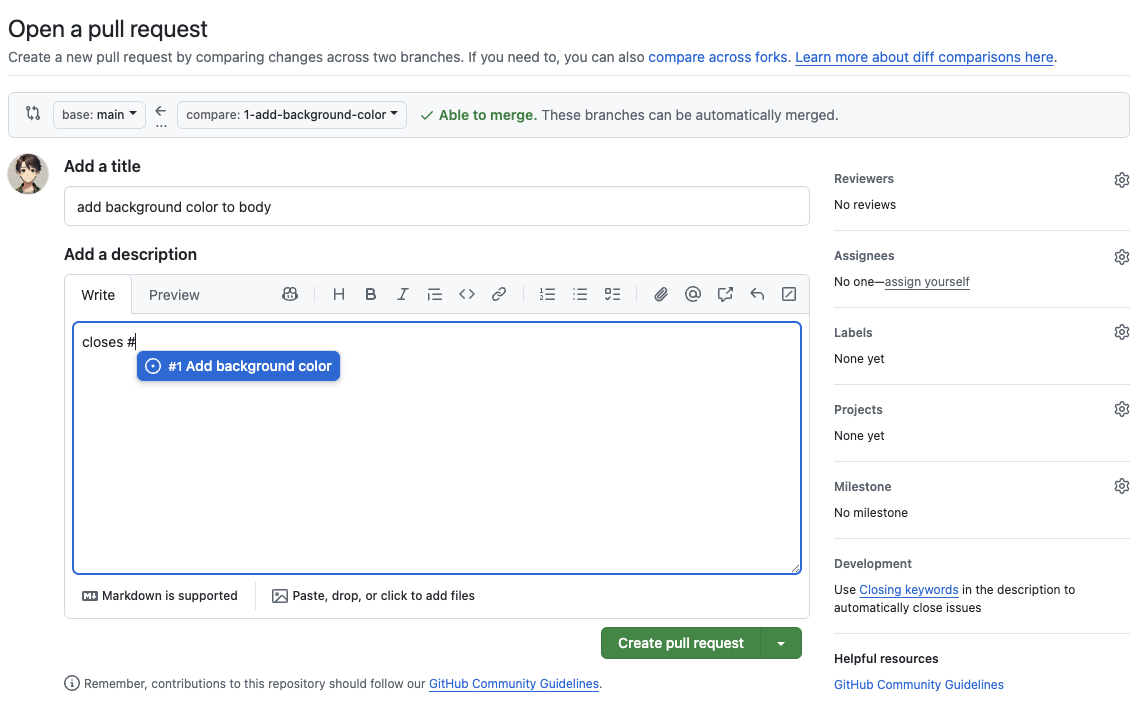 Open a pull request
Create a new pull request by comparing changes across two branches. If you need to, you can also compare across forks. Learn more about diff comparisons here.
base: main
...
compare: 1-add-background-color
Able to merge. These branches can be automatically merged.
Add a title
add background color to body
Add a description
Write
Preview
closes #
#1 Add background color
Markdown is supported
Paste, drop, or click to add files
Create pull request
Remember, contributions to this repository should follow our GitHub Community Guidelines.
Reviewers
No reviews
Assignees
No one—assign yourself
Labels
None yet
Projects
None yet
Milestone
No milestone
Development
Use Closing keywords in the description to
automatically close issues
Helpful resources
GitHub Community Guidelines